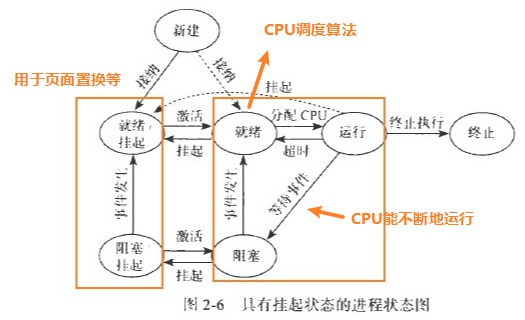 新建
CPU调度算法
用于页面置换等
接纳
接纳
挂起
就绪
挂起
激活
挂起
就绪
分配 CPU
超时
运行
终止执行
终止
事件发生
事件发生
等待事件
CPU能不断地运行
阻塞
挂起
激活
挂起
阻塞
图 2-6 具有挂起状态的进程状态图